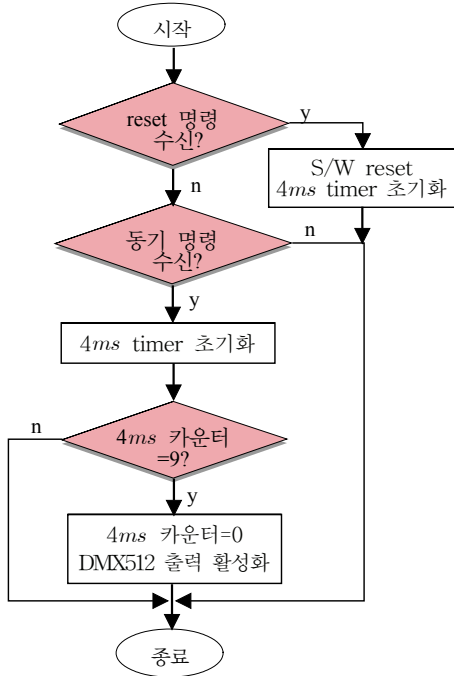 시작
reset 명령
수신?
y
S/W reset
4ms timer 초기화
n
동기 명령
수신?
n
y
4ms timer 초기화
n
4ms 카운터
=9?
y
4ms 카운터=0
DMX512 출력 활성화
종료